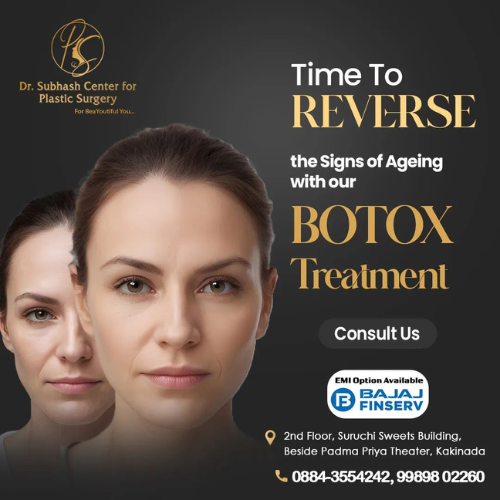 Dr. Subhash Center for
Plastic Surgery
For BeaYoutiful You...
Time To
REVERSE
the Signs of Ageing
with our
BOTOX
Treatment
Consult Us
EMI Option Available
B BAJAJ
FINSERV
2nd Floor, Suruchi Sweets Building,
Beside Padma Priya Theater, Kakinada
0884-3554242, 99898 02260